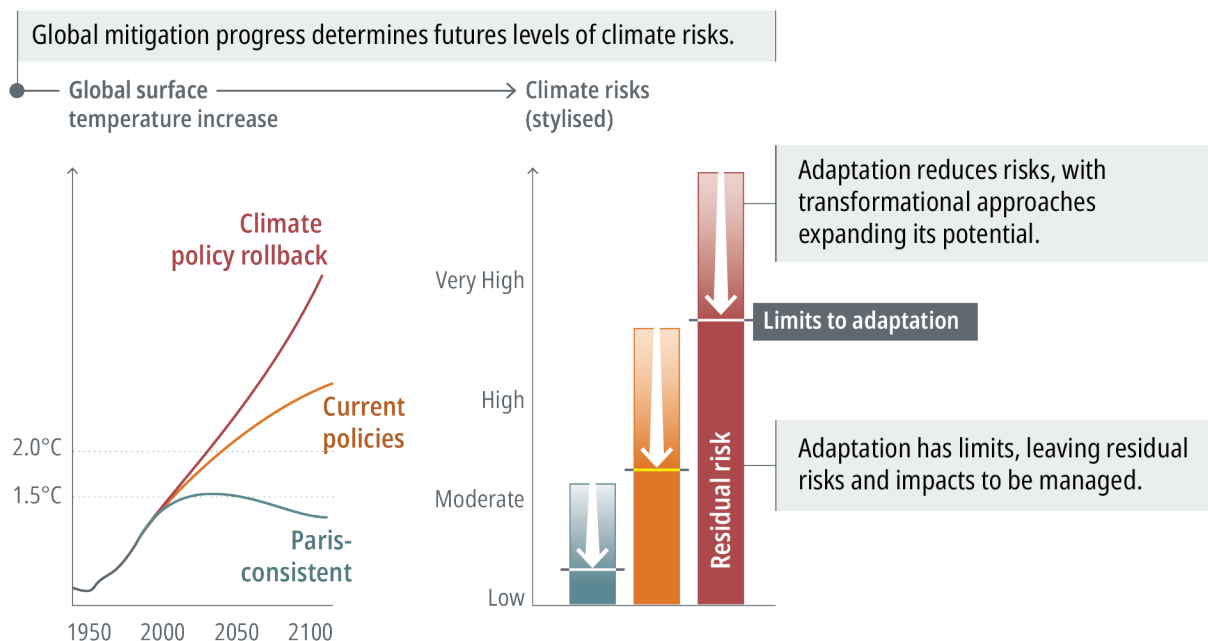 Global mitigation progress determines futures levels of climate risks.
Global surface
temperature increase
Climate risks
(stylised)
Climate
policy rollback
Current
policies
2.0°C
1.5°C
Paris-
consistent
1950 2000 2050 2100
Very High
High
Moderate
Low
Residual risk
Adaptation reduces risks, with
transformational approaches
expanding its potential.
Limits to adaptation
Adaptation has limits, leaving residual
risks and impacts to be managed.